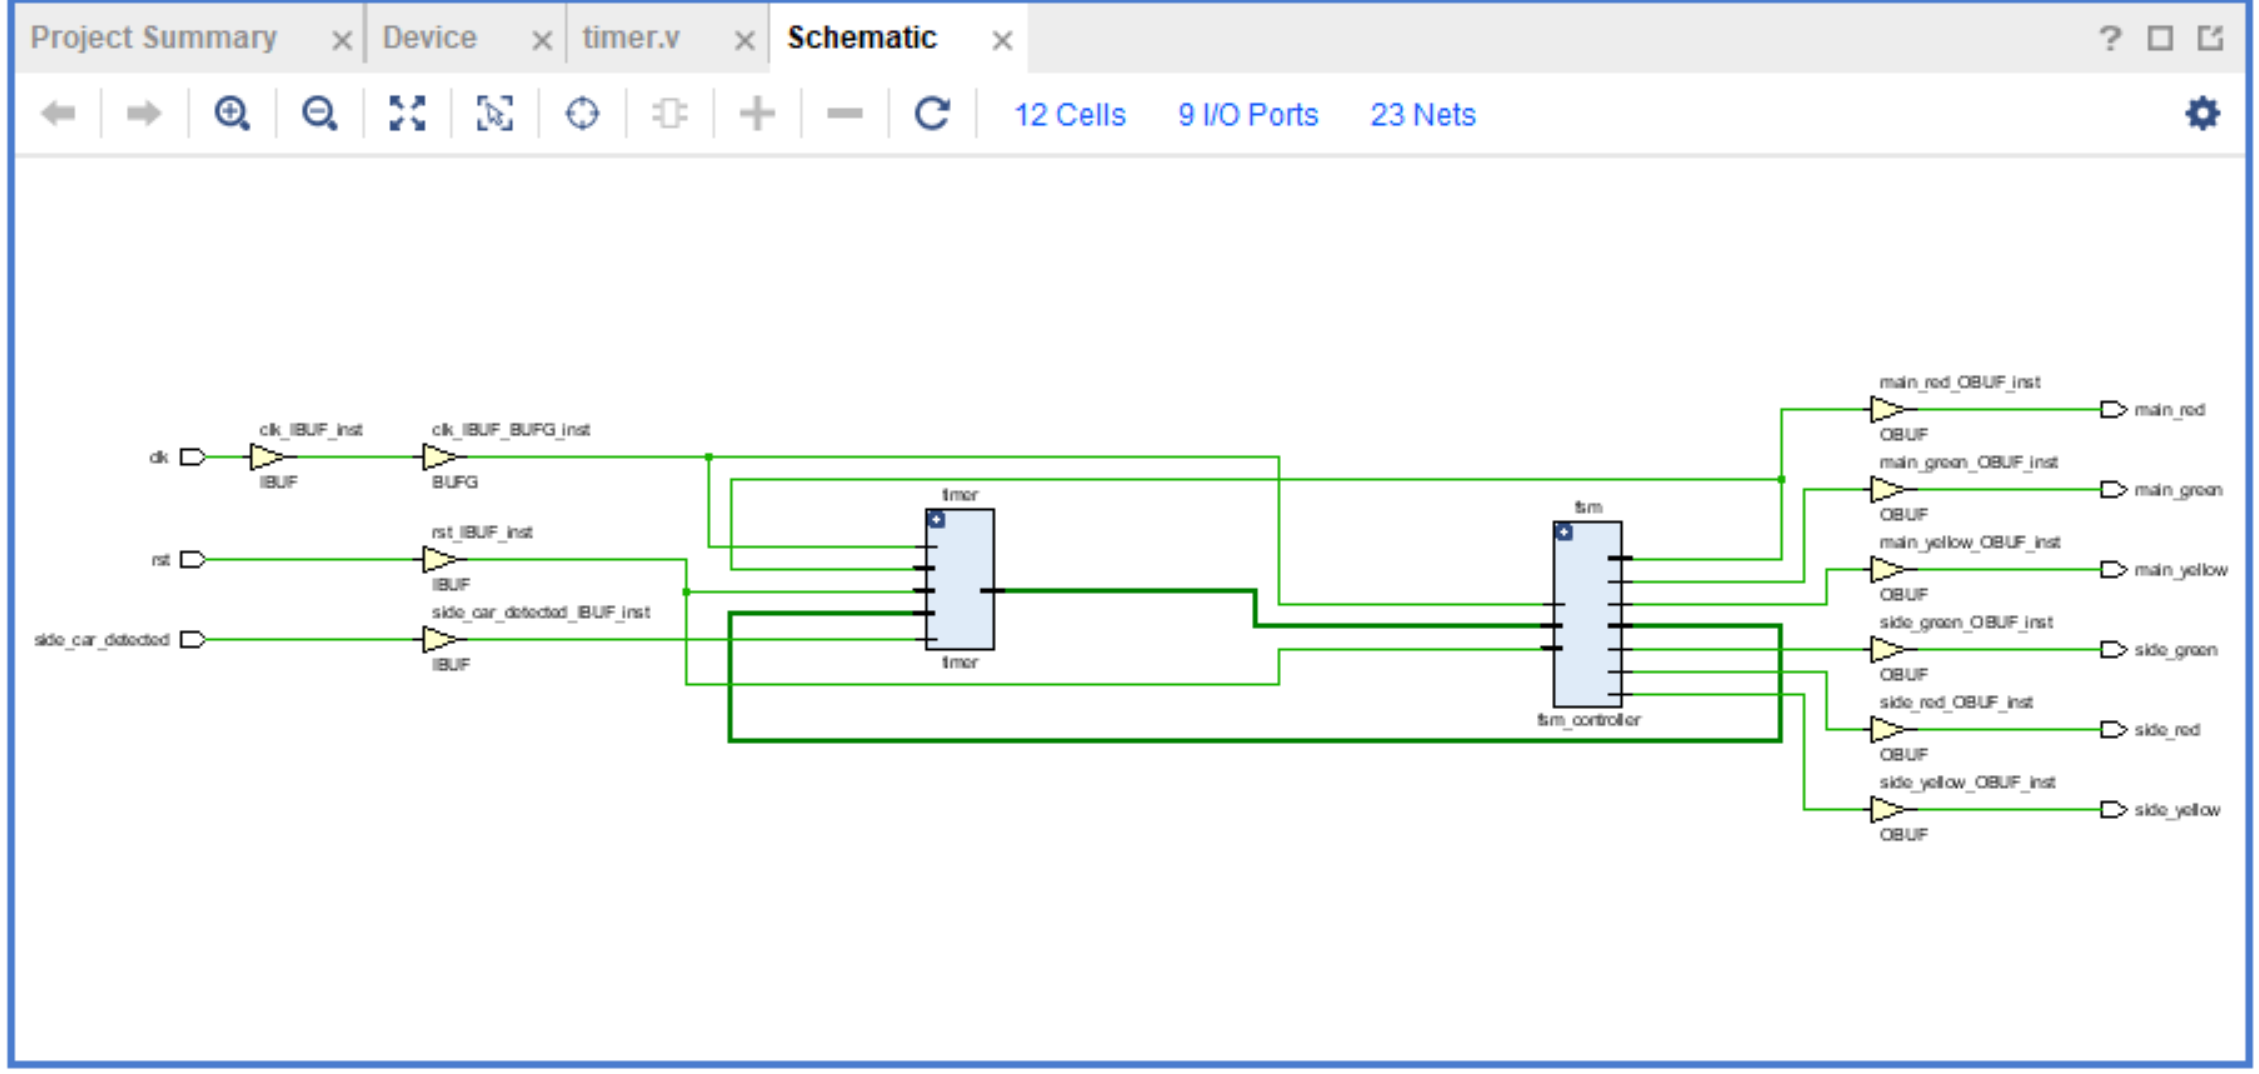 Project Summary
Device
timer.v
Schematic
12 Cells
9 I/O Ports
23 Nets
clk
clk_IBUF_inst
IBUF
clk_IBUF_BUFG_inst
BUFG
rst
rst_IBUF_inst
IBUF
side_car_detected
side_car_detected_IBUF_inst
IBUF
timer
timer
fsm
fsm_controller
main_red_OBUF_inst
OBUF
main_red
main_green_OBUF_inst
OBUF
main_green
main_yellow_OBUF_inst
OBUF
main_yellow
side_green_OBUF_inst
OBUF
side_green
side_red_OBUF_inst
OBUF
side_red
side_yellow_OBUF_inst
OBUF
side_yellow